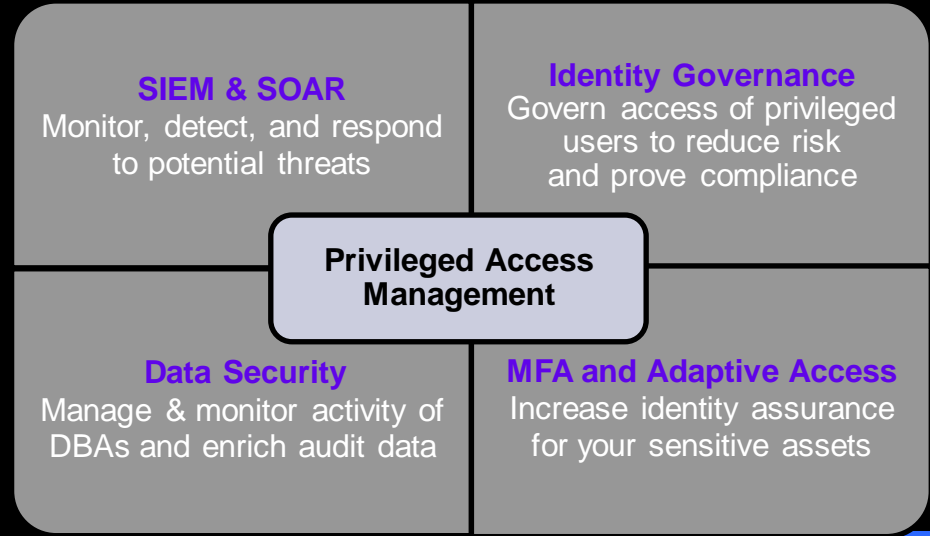 SIEM & SOAR
Monitor, detect, and respond
to potential threats
Identity Governance
Govern access of privileged
users to reduce risk
and prove compliance
Privileged Access
Management
Data Security
Manage & monitor activity of
DBAs and enrich audit data
MFA and Adaptive Access
Increase identity assurance
for your sensitive assets